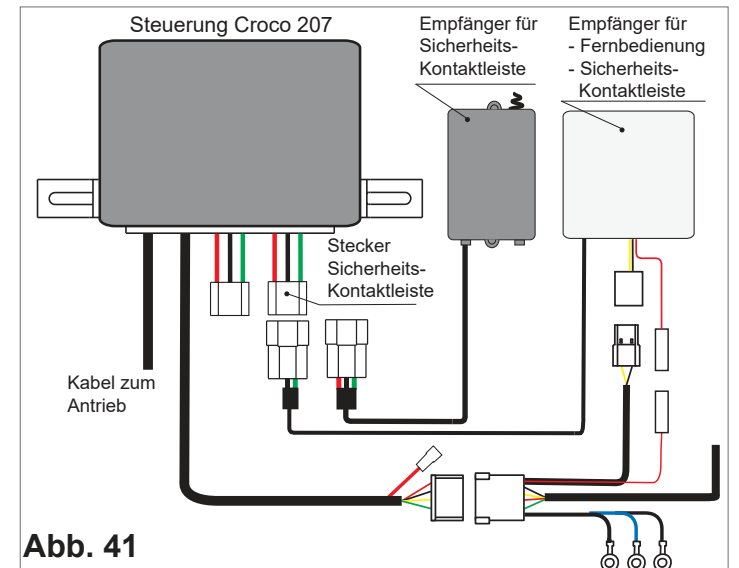 Steuerung Croco 207
Empfänger für
Sicherheits-
Kontaktleiste
Empfänger für
- Fernbedienung
- Sicherheits-
Kontaktleiste
Stecker
Sicherheits-
Kontaktleiste
Kabel zum
Antrieb
Abb. 41